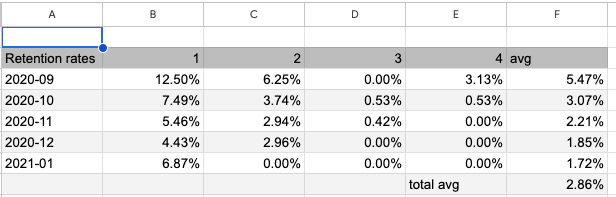 A B C D E F
Retention rates 1 2 3 4 avg
2020-09 12.50% 6.25% 0.00% 3.13% 5.47%
2020-10 7.49% 3.74% 0.53% 0.53% 3.07%
2020-11 5.46% 2.94% 0.42% 0.00% 2.21%
2020-12 4.43% 2.96% 0.00% 0.00% 1.85%
2021-01 6.87% 0.00% 0.00% 0.00% 1.72%
total avg 2.86%